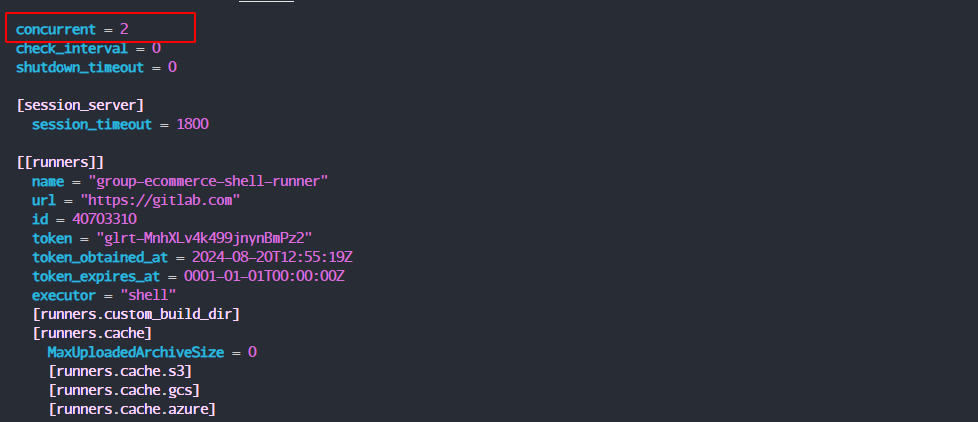 concurrent = 2
check_interval = 0
shutdown_timeout = 0
[session_server]
session_timeout = 1800
[[runners]]
name = "group-ecommerce-shell-runner"
url = "https://gitlab.com"
id = 40703310
token = "glrt-MnhXLv4k499jnynBmPz2"
token_obtained_at = 2024-08-20T12:55:19Z
token_expires_at = 0001-01-01T00:00:00Z
executor = "shell"
[runners.custom_build_dir]
[runners.cache]
MaxUploadedArchiveSize = 0
[runners.cache.s3]
[runners.cache.gcs]
[runners.cache.azure]